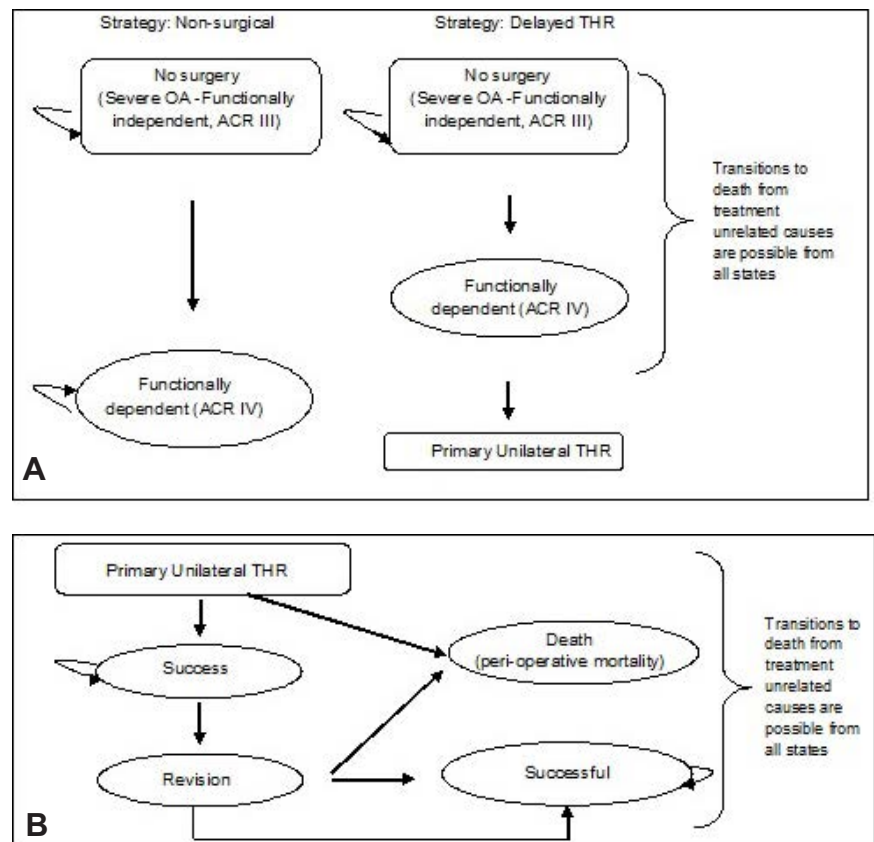 Strategy: Non-surgical
No surgery
(Severe OA -Functionally
independent, ACR III)
Functionally
dependent (ACR IV)
Strategy: Delayed THR
No surgery
(Severe OA -Functionally
independent, ACR III)
Functionally
dependent (ACR IV)
Primary Unilateral THR
Transitions to
death from
treatment
unrelated causes
are possible from
all states
A
Primary Unilateral THR
Success
Revision
Death
(peri-operative mortality)
Successful
Transitions to
death from
treatment
unrelated
causes are
possible from
all states
B